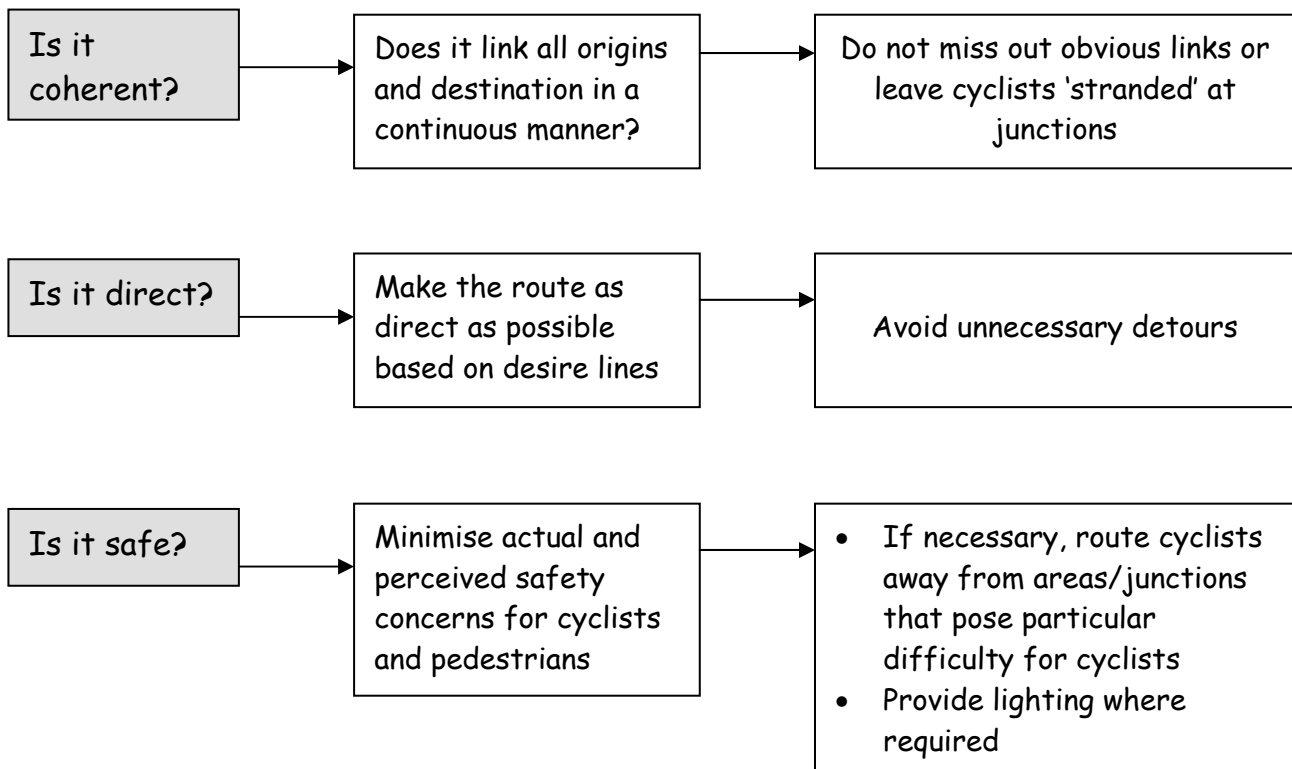 Is it
coherent?
Does it link all origins
and destination in a
continuous manner?
Do not miss out obvious links or
leave cyclists ‘stranded’ at
junctions
Is it direct?
Make the route as
direct as possible
based on desire lines
Avoid unnecessary detours
Is it safe?
Minimise actual and
perceived safety
concerns for cyclists
and pedestrians
• If necessary, route cyclists
away from areas/junctions
that pose particular
difficulty for cyclists
• Provide lighting where
required